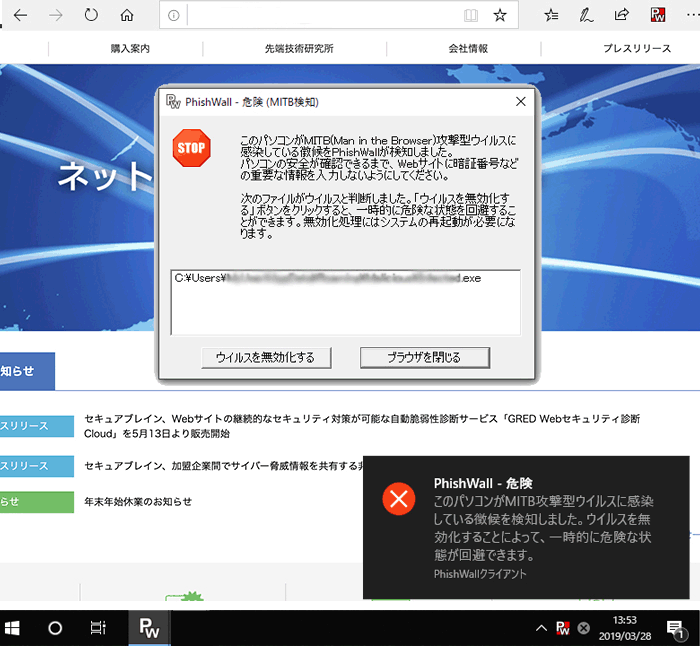 購入案内
先端技術研究所
会社情報
プレスリリース
PhishWall - 危険 (MITB検知)
STOP
このパソコンがMITB(Man in the Browser)攻撃型ウイルスに
感染している徴候をPhishWallが検知しました。
パソコンの安全が確認できるまで、Webサイトに暗証番号など
の重要な情報を入力しないようにしてください。
次のファイルがウイルスと判断しました。「ウイルスを無効化す
る」ボタンをクリックすると、一時的に危険な状態を回避するこ
とができます。無効化処理にはシステムの再起動が必要にな
ります。
C:¥Users¥
.exe
ウイルスを無効化する
ブラウザを閉じる
ネット
知らせ
スリリース
セキュアブレイン、Webサイトの継続的なセキュリティ対策が可能な自動脆弱性診断サービス「GRED Webセキュリティ診断
Cloud」を5月13日より販売開始
スリリース
セキュアブレイン、加盟企業間でサイバー脅威情報を共有する
らせ
年末年始休業のお知らせ
PhishWall - 危険
このパソコンがMITB攻撃型ウイルスに感染
している徴候を検知しました。ウイルスを無
効化することによって、一時的に危険な状
態が回避できます。
PhishWallクライアント
PW
13:53
2019/03/28
1